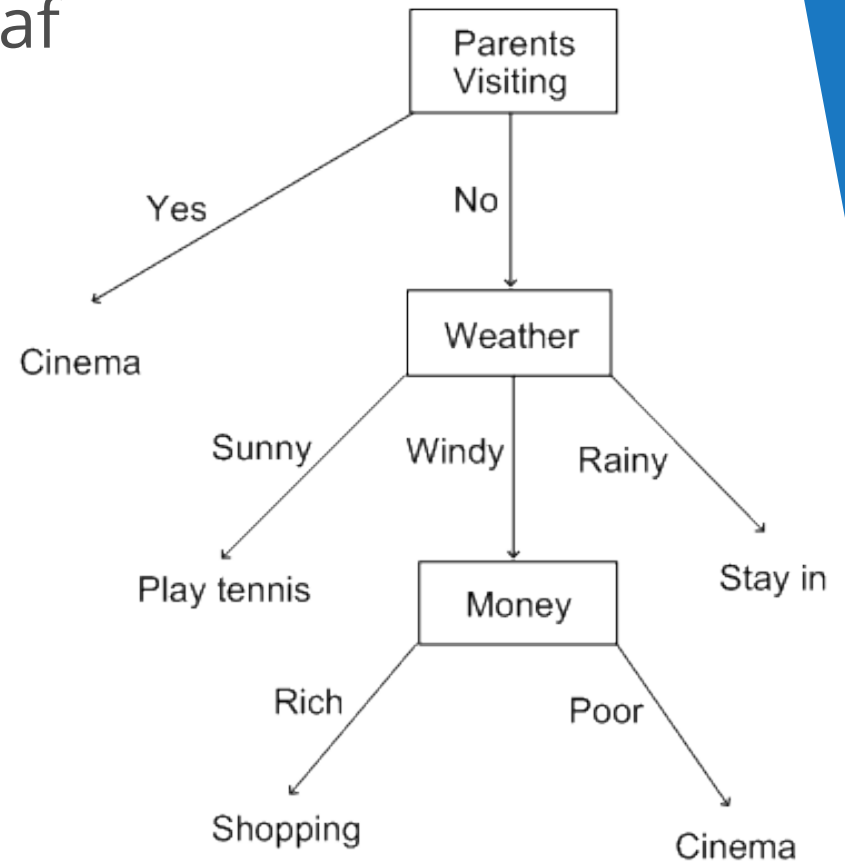 af
Parents
Visiting
Yes
No
Cinema
Weather
Sunny
Windy
Rainy
Play tennis
Stay in
Money
Rich
Poor
Shopping
Cinema